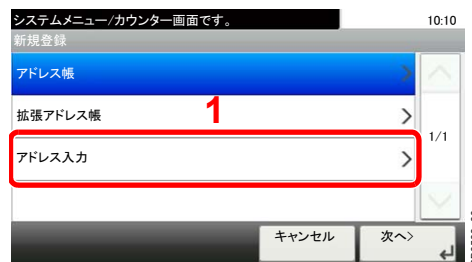 システムメニュー/カウンター画面です。 10:10
新規登録
アドレス帳
拡張アドレス帳
1
1/1
アドレス入力
キャンセル 次へ>